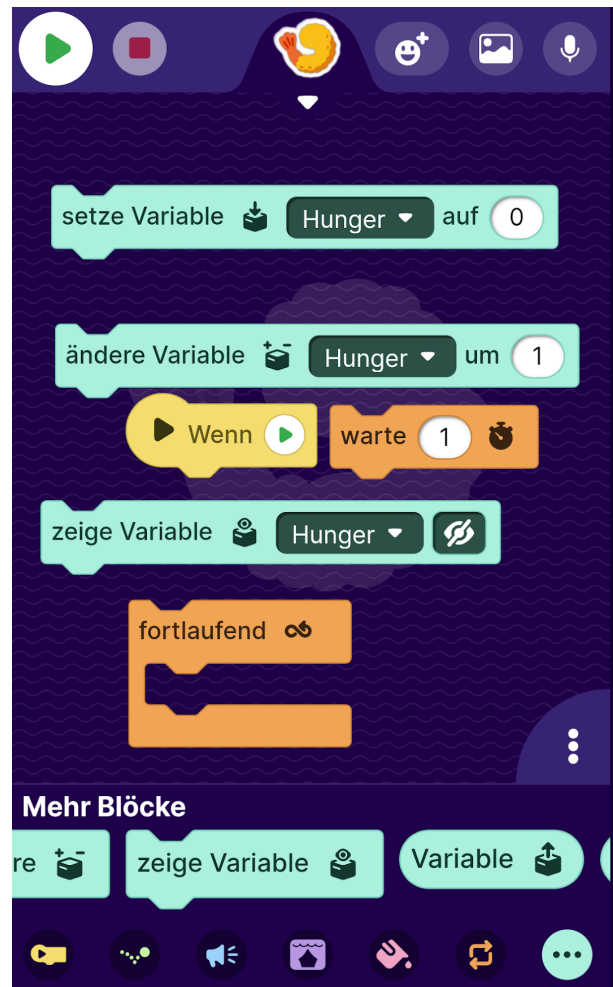 setze Variable Hunger auf 0
ändere Variable Hunger um 1
Wenn warte 1
zeige Variable Hunger
fortlaufend
Mehr Blöcke
re zeige Variable Variable